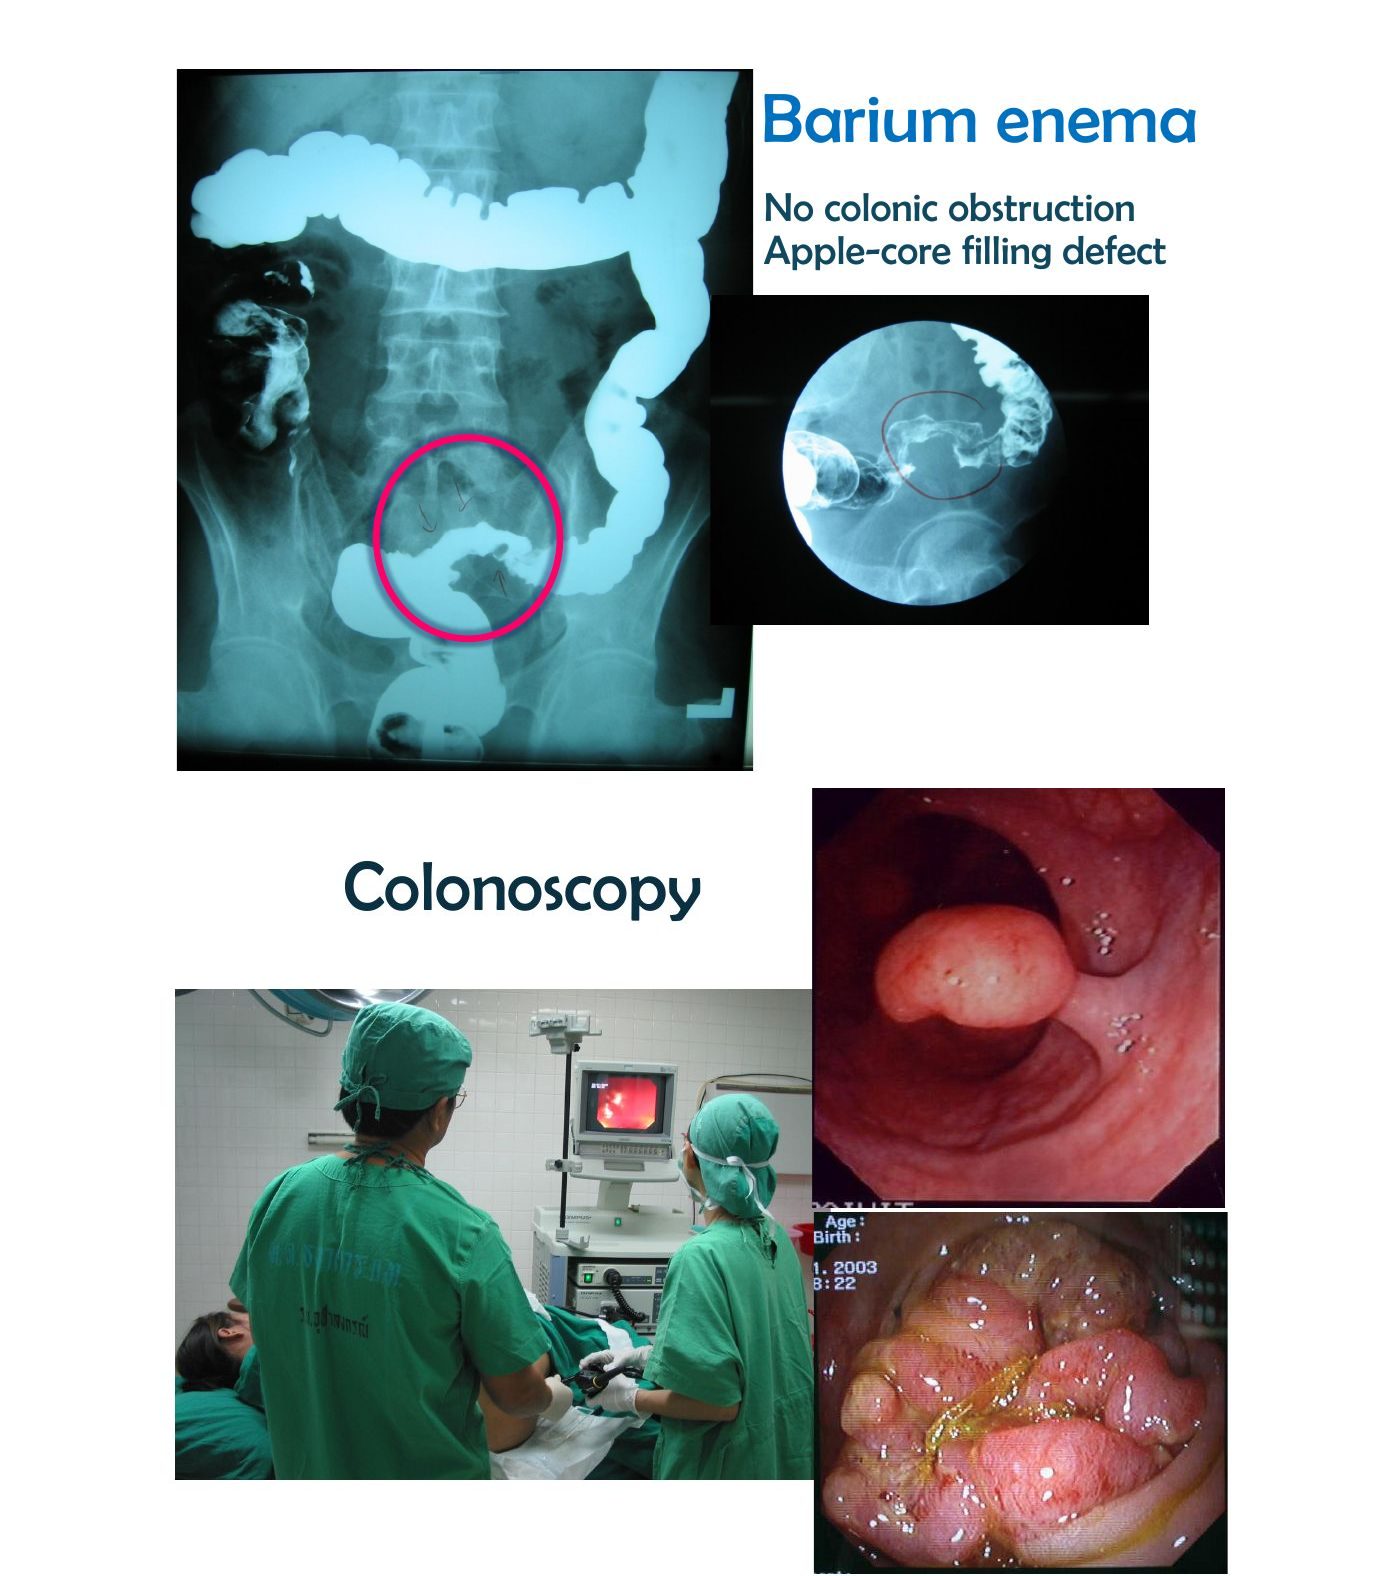 Barium enema
No colonic obstruction
Apple-core filling defect
Colonoscopy
Age:
Birth:
1. 2003
8:22